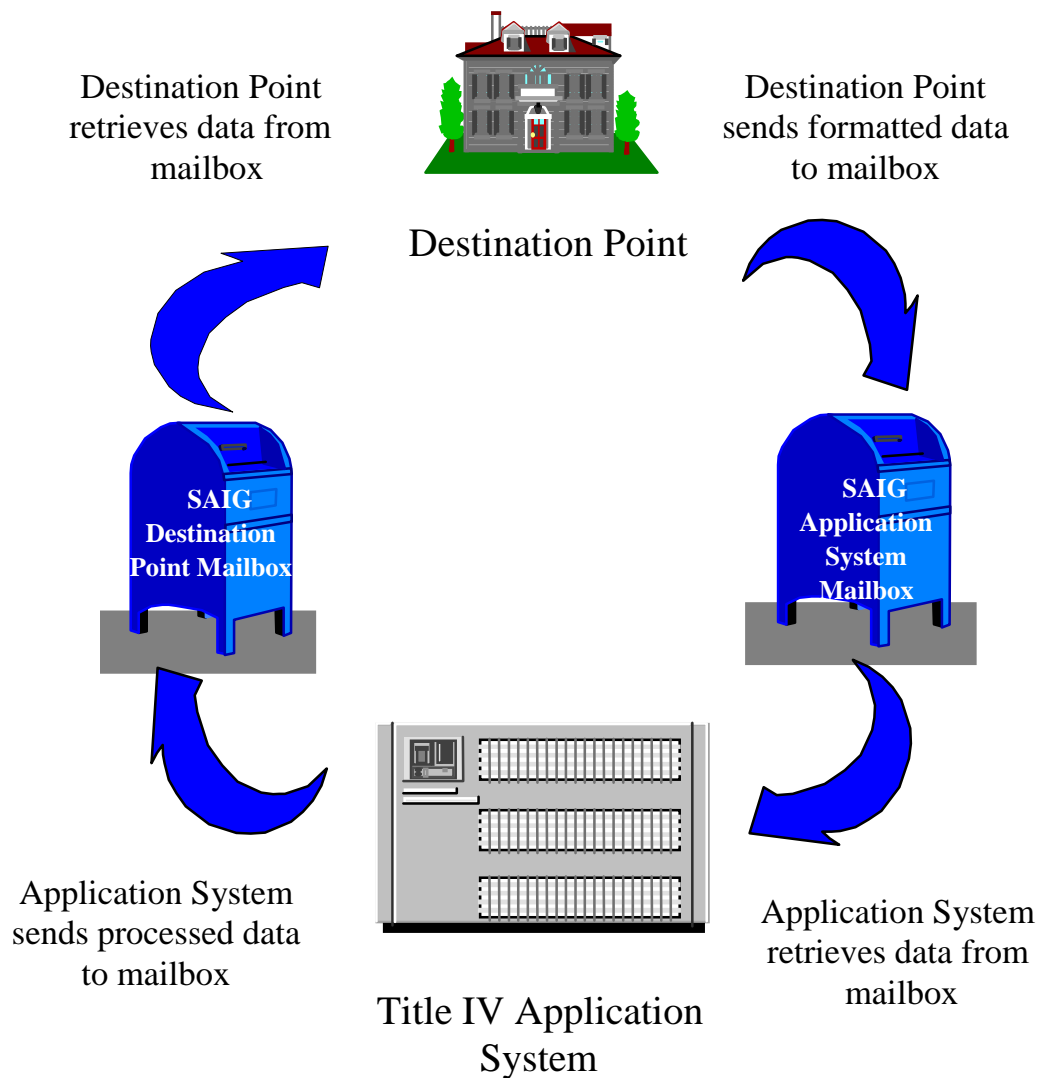 Destination Point
retrieves data from
mailbox
Destination Point
sends formatted data
to mailbox
Destination Point
SAIG
Destination
Point Mailbox
SAIG
Application
System
Mailbox
Application System
sends processed data
to mailbox
Application System
retrieves data from
mailbox
Title IV Application
System